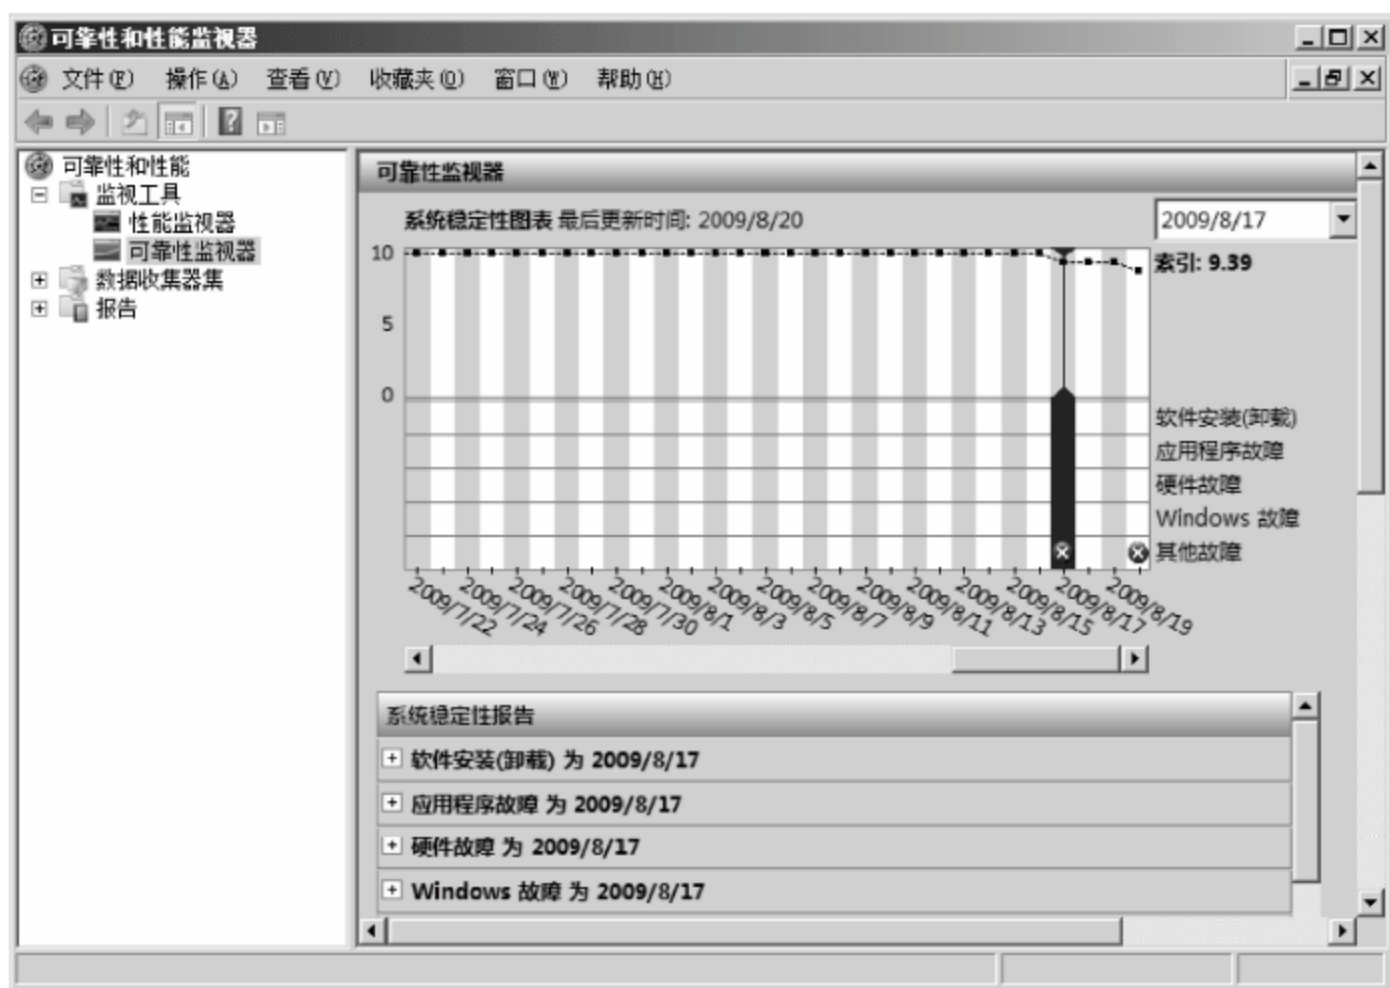 可靠性和性能监视器
文件(F) 操作(A) 查看(V) 收藏夹(O) 窗口(W) 帮助(H)
可靠性和性能
监视工具
性能监视器
可靠性监视器
数据收集器集
报告
可靠性监视器
系统稳定性图表 最后更新时间: 2009/8/20
2009/8/17
索引: 9.39
10
5
0
软件安装(卸载)
应用程序故障
硬件故障
Windows 故障
其他故障
2009/7/22
2009/7/24
2009/7/26
2009/7/28
2009/7/30
2009/8/1
2009/8/3
2009/8/5
2009/8/7
2009/8/9
2009/8/11
2009/8/13
2009/8/15
2009/8/17
2009/8/19
系统稳定性报告
软件安装(卸载) 为 2009/8/17
应用程序故障 为 2009/8/17
硬件故障 为 2009/8/17
Windows 故障 为 2009/8/17